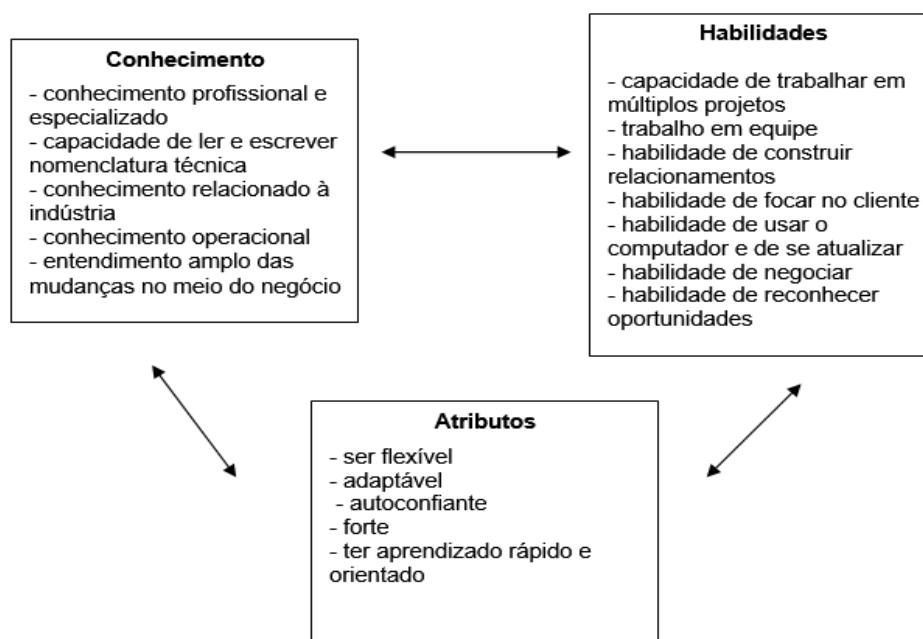 Conhecimento
- conhecimento profissional e
especializado
- capacidade de ler e escrever
nomenclatura técnica
- conhecimento relacionado à
indústria
- conhecimento operacional
- entendimento amplo das
mudanças no meio do negócio
Habilidades
- capacidade de trabalhar em
múltiplos projetos
- trabalho em equipe
- habilidade de construir
relacionamentos
- habilidade de focar no cliente
- habilidade de usar o
computador e de se atualizar
- habilidade de negociar
- habilidade de reconhecer
oportunidades
Atributos
- ser flexível
- adaptável
- autoconfiante
- forte
- ter aprendizado rápido e
orientado